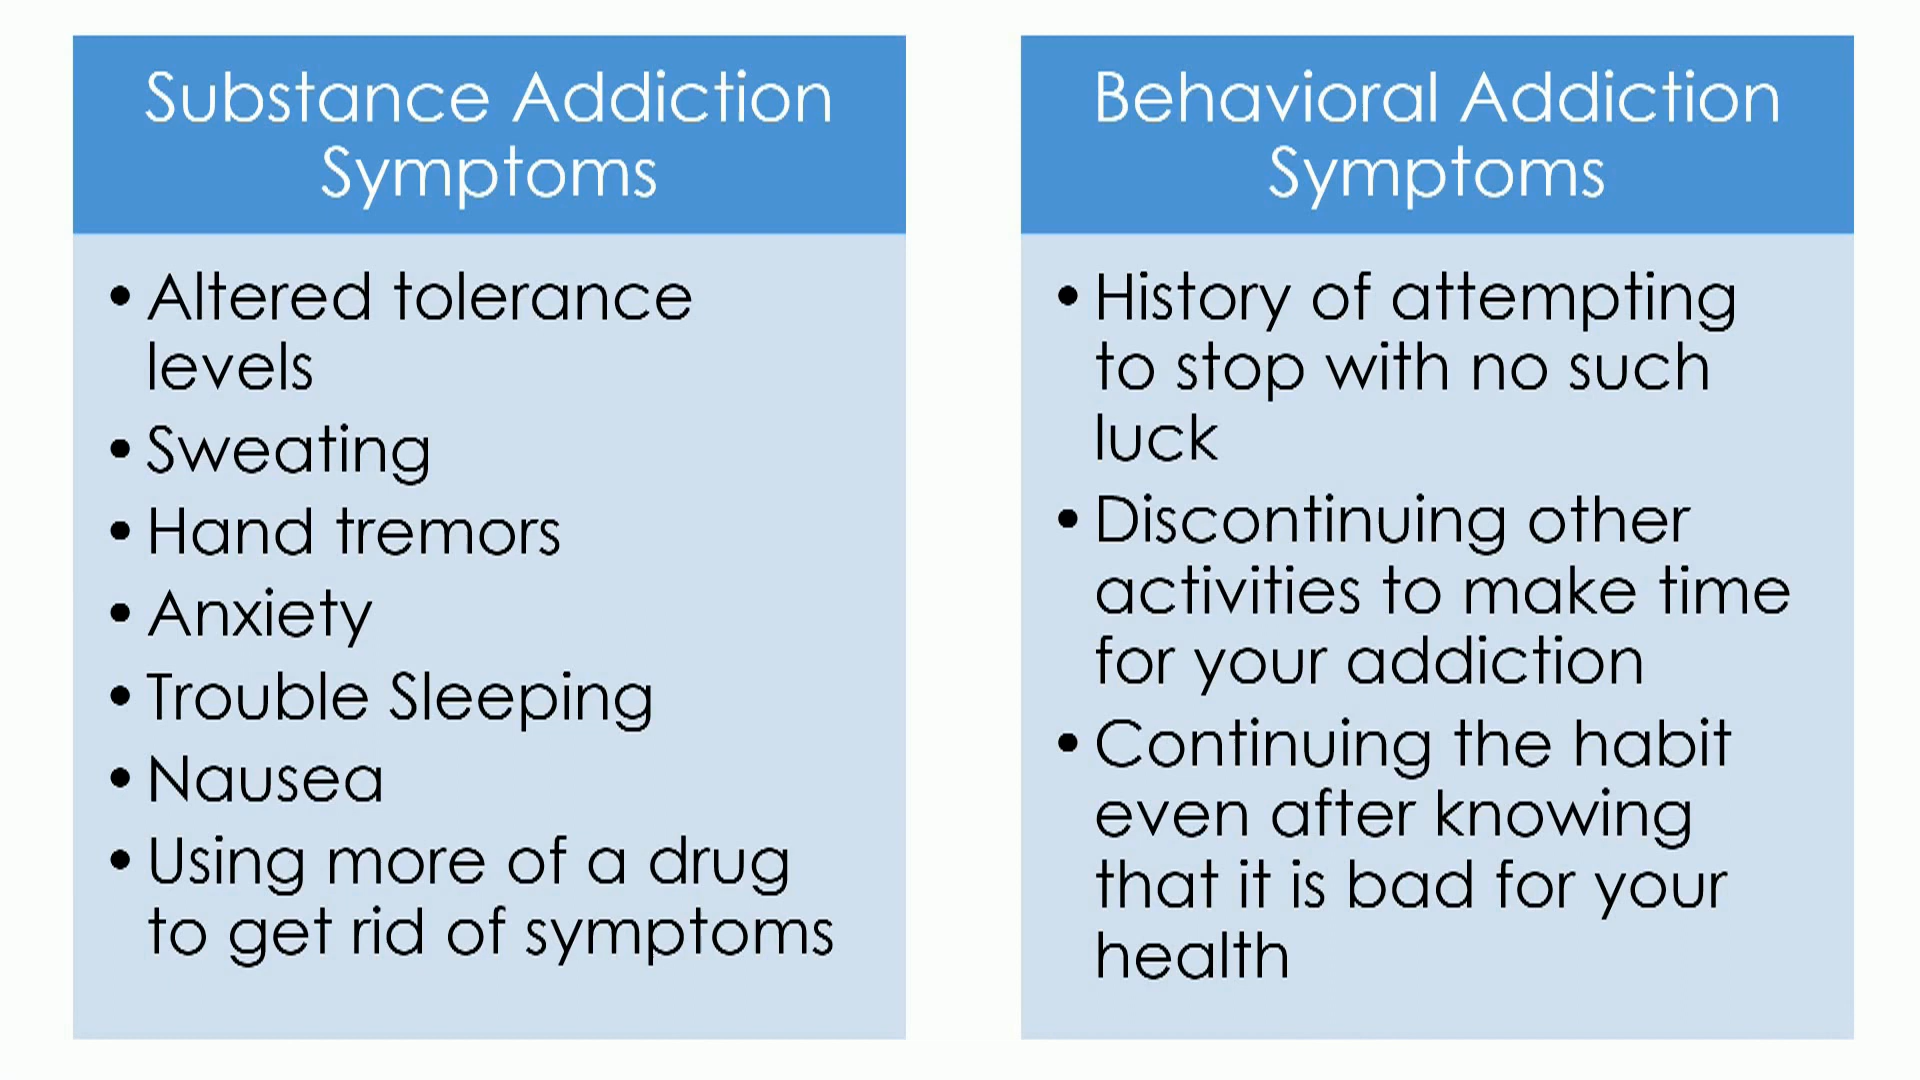 Substance Addiction
Symptoms
• Altered tolerance
levels
• Sweating
• Hand tremors
• Anxiety
• Trouble Sleeping
• Nausea
• Using more of a drug
to get rid of symptoms
Behavioral Addiction
Symptoms
• History of attempting
to stop with no such
luck
• Discontinuing other
activities to make time
for your addiction
• Continuing the habit
even after knowing
that it is bad for your
health